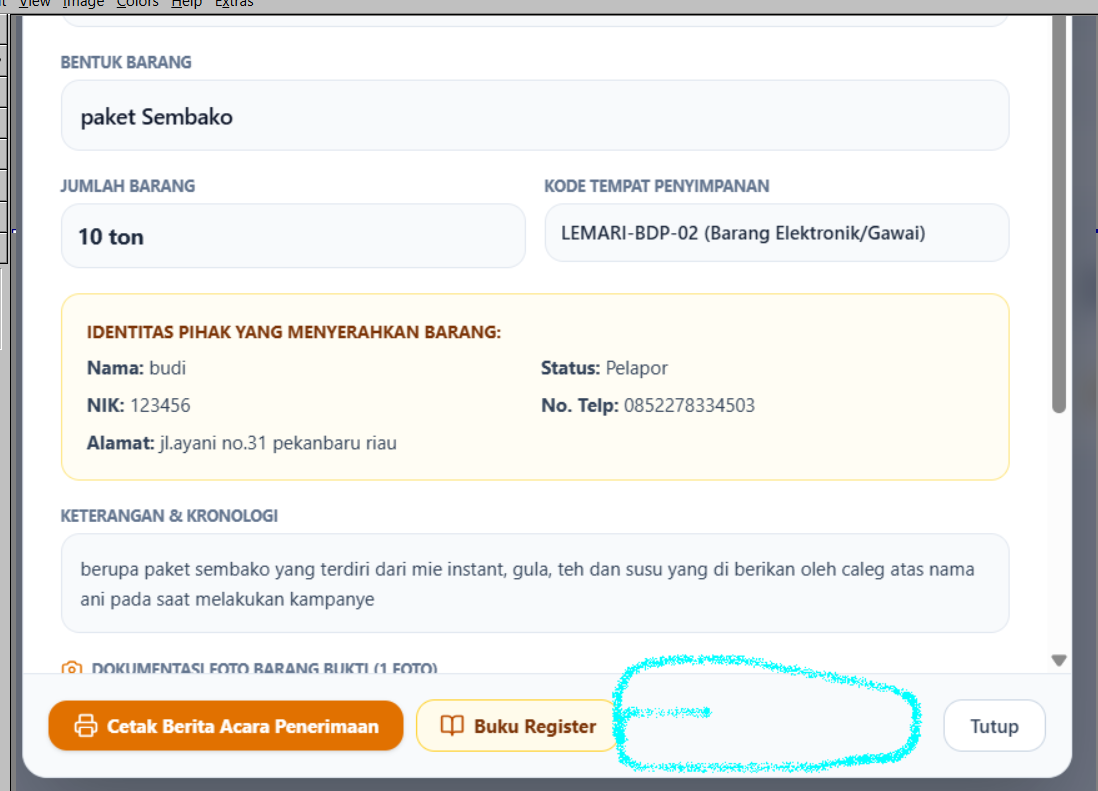 View Image Colors Help Extras
BENTUK BARANG
paket Sembako
JUMLAH BARANG
KODE TEMPAT PENYIMPANAN
10 ton
LEMARI-BDP-02 (Barang Elektronik/Gawai)
IDENTITAS PIHAK YANG MENYERAHKAN BARANG:
Nama: budi
Status: Pelapor
NIK: 123456
No. Telp: 0852278334503
Alamat: jl.ayani no.31 pekanbaru riau
KETERANGAN & KRONOLOGI
berupa paket sembako yang terdiri dari mie instant, gula, teh dan susu yang di berikan oleh caleg atas nama
ani pada saat melakukan kampanye
DOKUMENTASI FOTO BARANG BUKTI (1 FOTO)
Cetak Berita Acara Penerimaan
Buku Register
Tutup